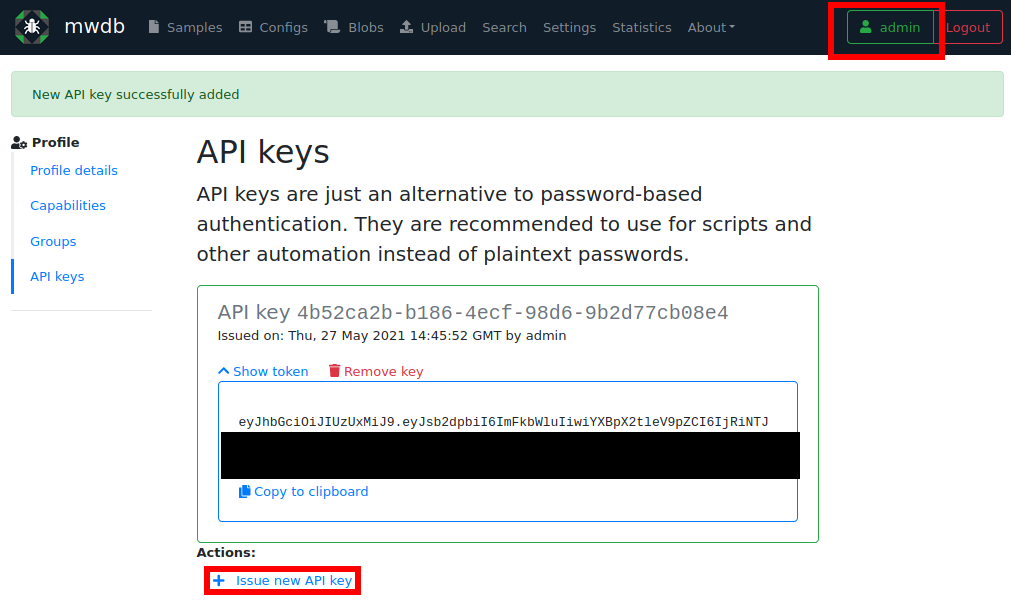 mwdb Samples Configs Blobs Upload Search Settings Statistics About admin Logout
New API key successfully added
Profile
Profile details
Capabilities
Groups
API keys
API keys
API keys are just an alternative to password-based
authentication. They are recommended to use for scripts and
other automation instead of plaintext passwords.
API key 4b52ca2b-b186-4ecf-98d6-9b2d77cb08e4
Issued on: Thu, 27 May 2021 14:45:52 GMT by admin
Show token Remove key
eyJhbGciOiJIUzUxMiJ9.eyJsb2dpbiI6ImFkbWluIiwiYXBpX2tleV9pZCI6IjRiNTJ
Copy to clipboard
Actions:
+ Issue new API key